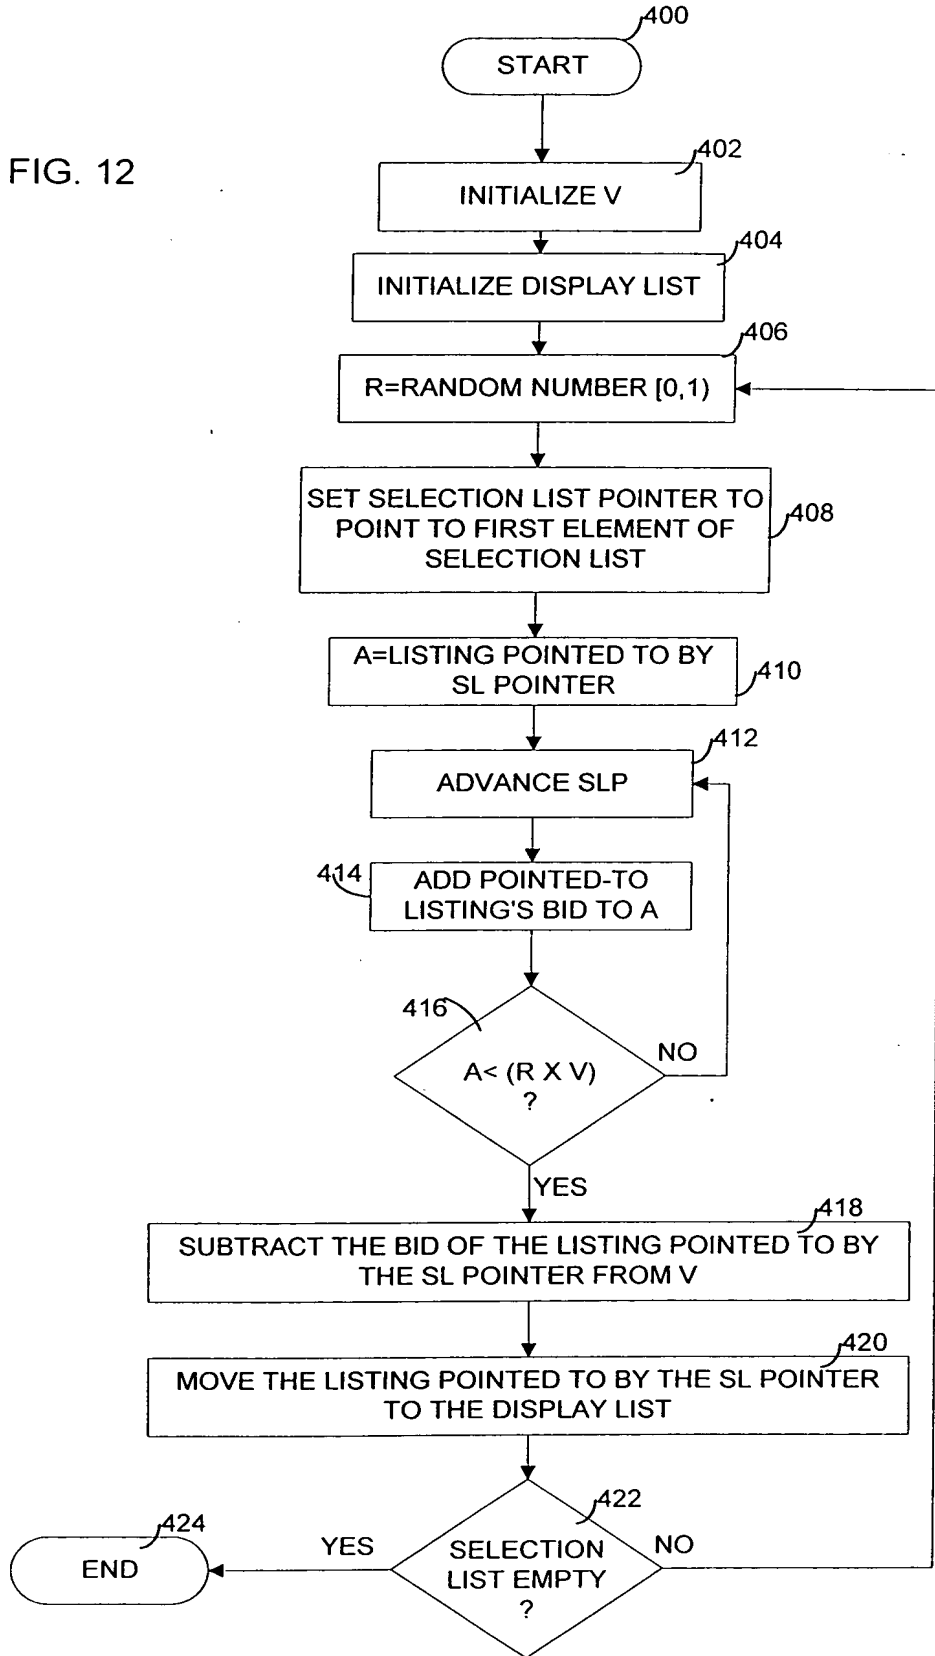 400
START
FIG. 12
402
INITIALIZE V
404
INITIALIZE DISPLAY LIST
406
R=RANDOM NUMBER [0,1)
SET SELECTION LIST POINTER TO
POINT TO FIRST ELEMENT OF
SELECTION LIST
408
A=LISTING POINTED TO BY
SL POINTER
410
412
ADVANCE SLP
414
ADD POINTED-TO
LISTING'S BID TO A
416
A< (R X V)
?
NO
YES
418
SUBTRACT THE BID OF THE LISTING POINTED TO BY
THE SL POINTER FROM V
420
MOVE THE LISTING POINTED TO BY THE SL POINTER
TO THE DISPLAY LIST
422
SELECTION
LIST EMPTY
?
NO
YES
424
END